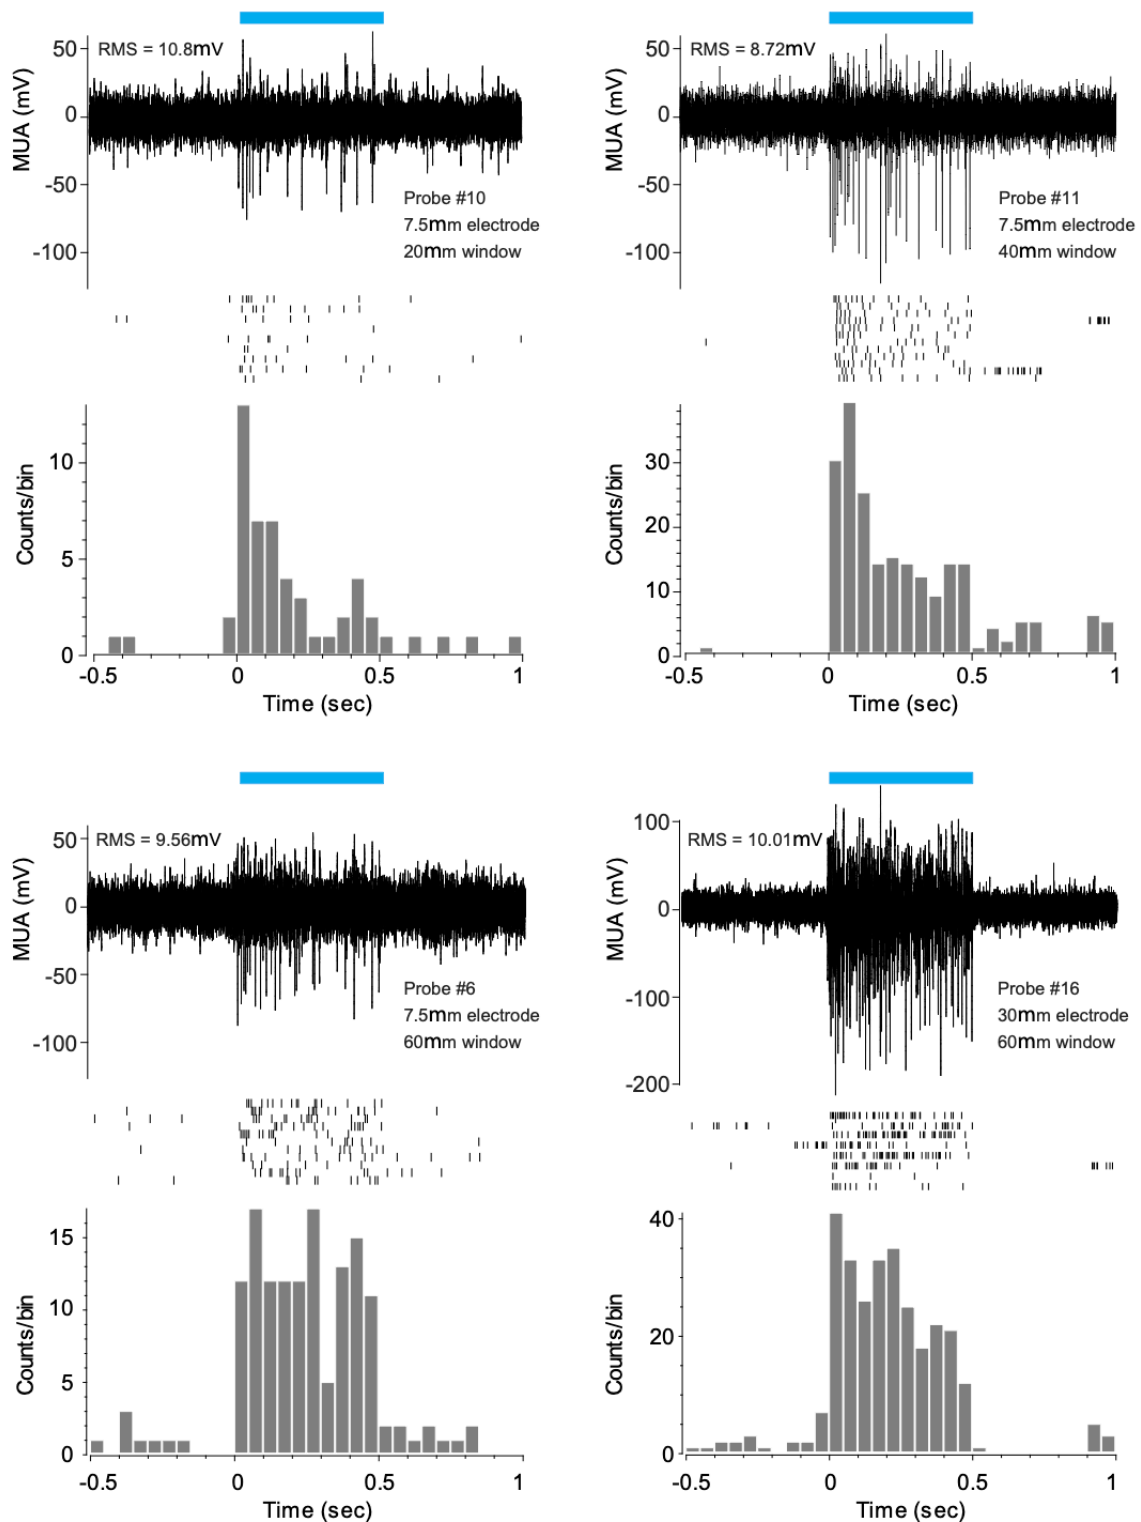 RMS = 10.8mV
50
0
-50
-100
MUA (mV)
Probe #10
7.5mm electrode
20mm window
10
5
0
Counts/bin
-0.5
0
0.5
1
Time (sec)
RMS = 8.72mV
50
0
-50
-100
MUA (mV)
Probe #11
7.5mm electrode
40mm window
30
20
10
0
Counts/bin
-0.5
0
0.5
1
Time (sec)
RMS = 9.56mV
50
0
-50
-100
MUA (mV)
Probe #6
7.5mm electrode
60mm window
15
10
5
0
Counts/bin
-0.5
0
0.5
1
Time (sec)
RMS = 10.01mV
100
0
-100
-200
MUA (mV)
Probe #16
30mm electrode
60mm window
40
20
0
Counts/bin
-0.5
0
0.5
1
Time (sec)